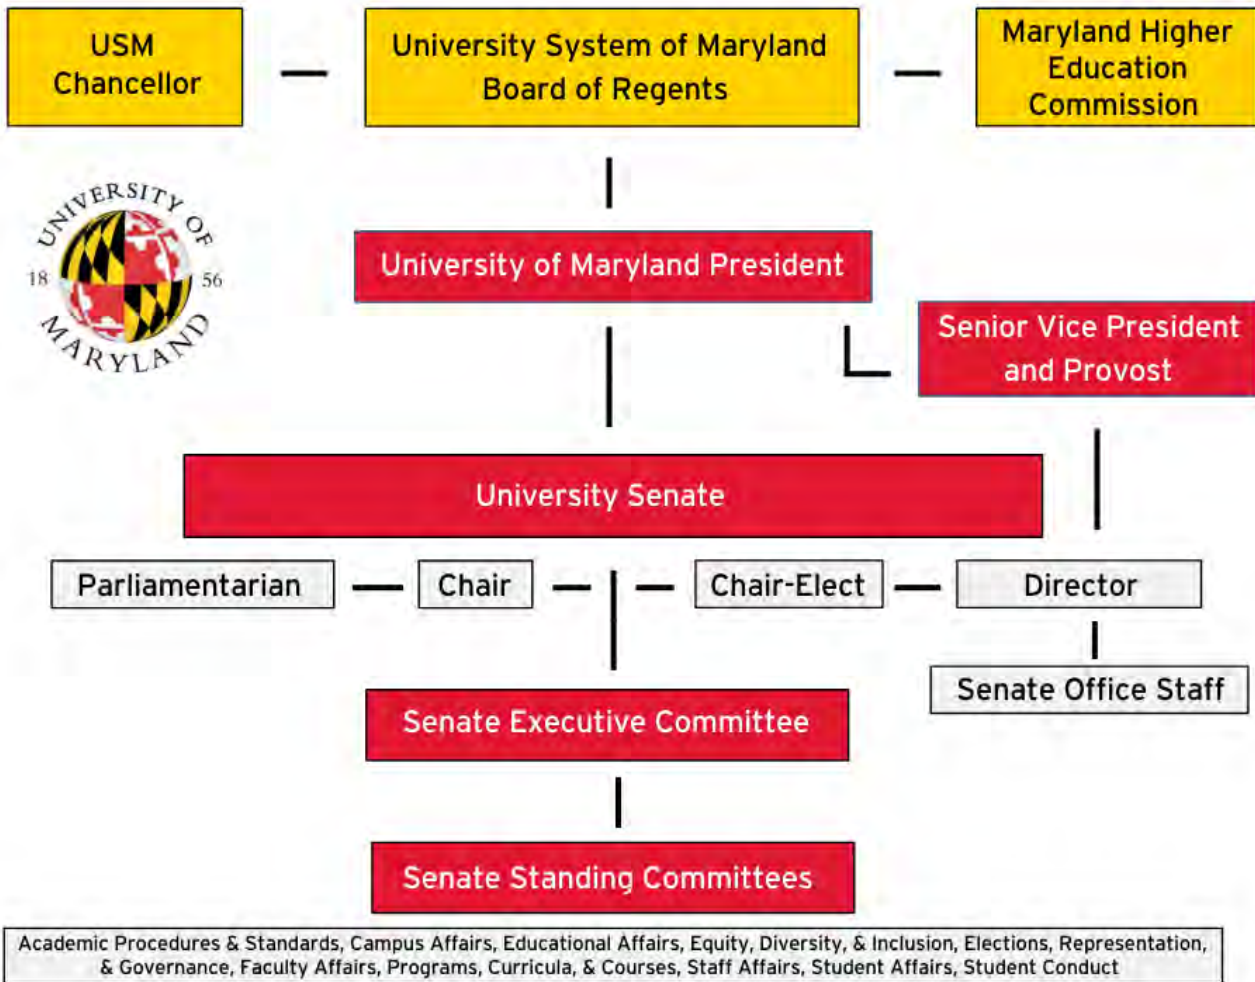 USM
Chancellor
University System of Maryland
Board of Regents
Maryland Higher
Education
Commission
UNIVERSITY OF
18 56
MARYLAND
University of Maryland President
Senior Vice President
and Provost
University Senate
Parliamentarian
Chair
Chair-Elect
Director
Senate Office Staff
Senate Executive Committee
Senate Standing Committees
Academic Procedures & Standards, Campus Affairs, Educational Affairs, Equity, Diversity, & Inclusion, Elections, Representation,
& Governance, Faculty Affairs, Programs, Curricula, & Courses, Staff Affairs, Student Affairs, Student Conduct